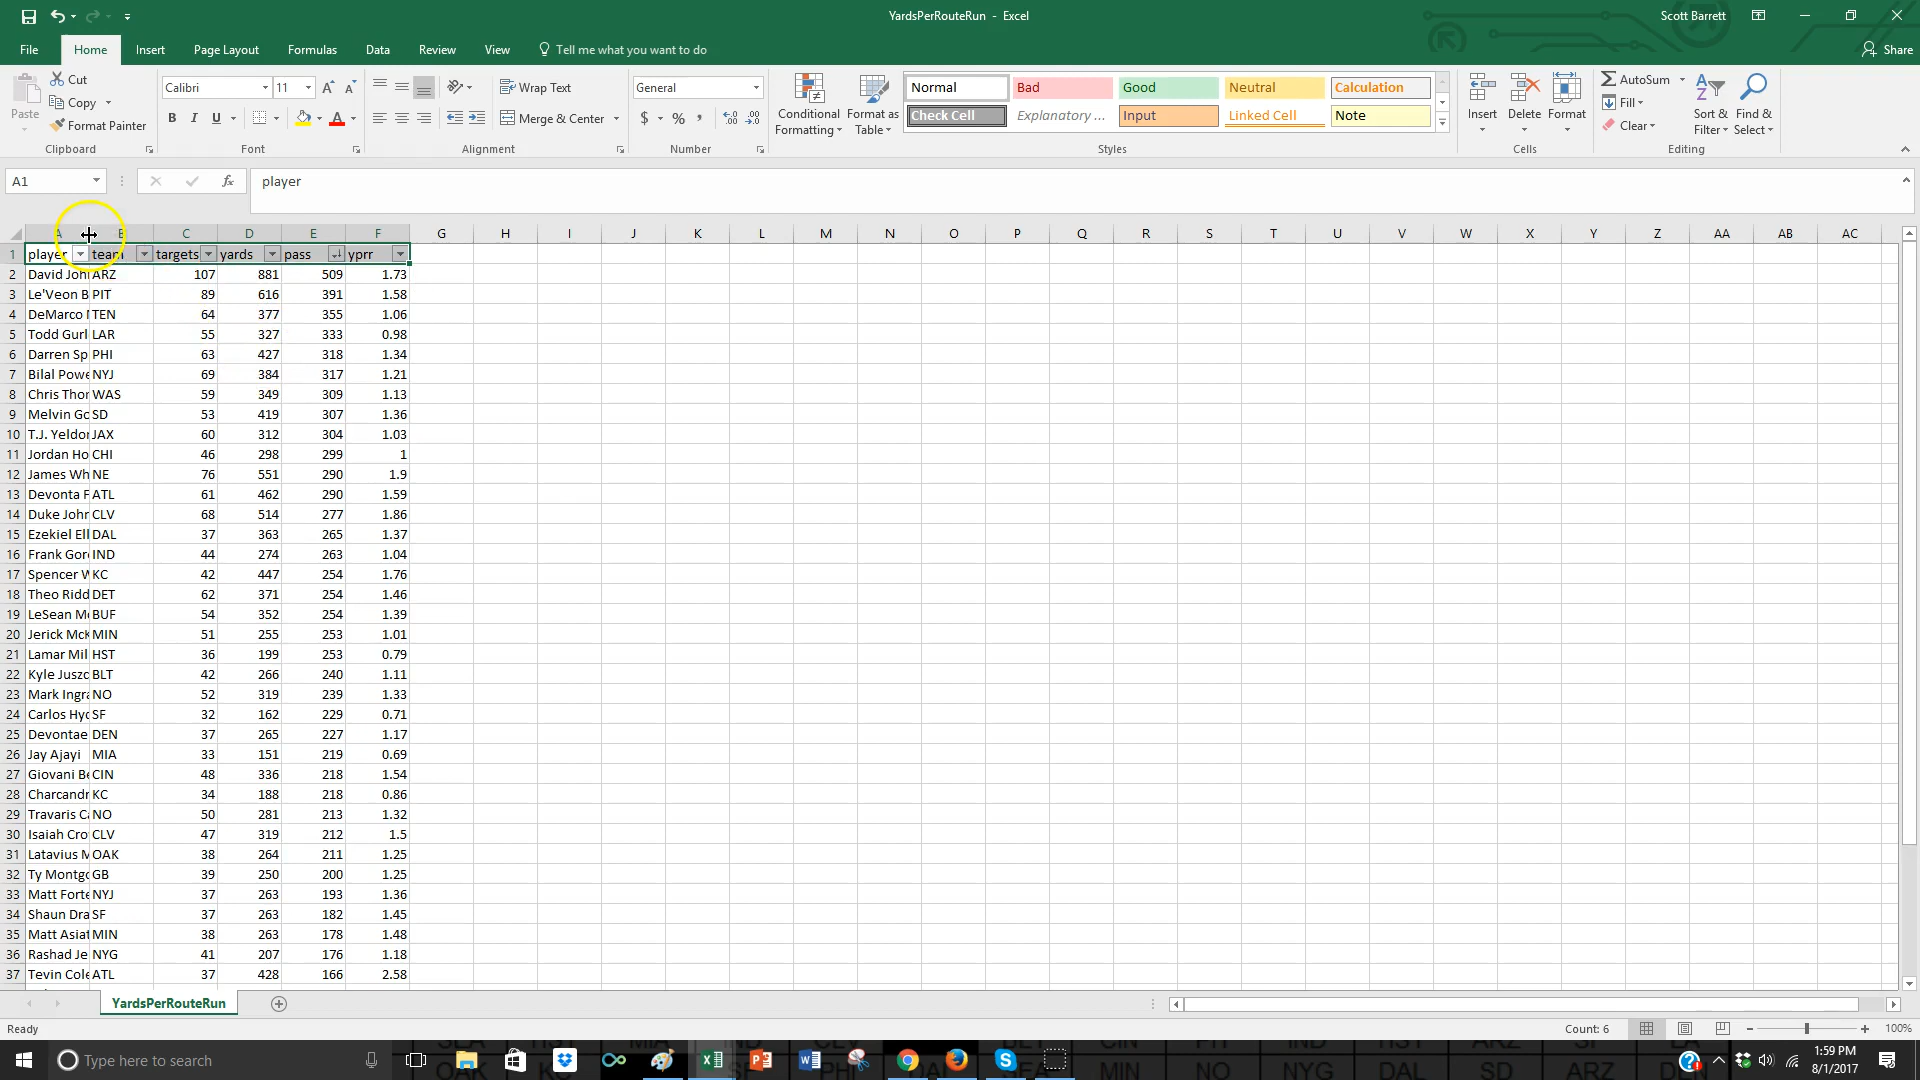 YardsPerRouteRun - Excel
Scott Barrett
File Home Insert Page Layout Formulas Data Review View Tell me what you want to do Share
Paste Cut Copy Format Painter
Calibri 11
B I U
Wrap Text
Merge & Center
General
$ % ,
Conditional Formatting
Format as Table
Normal Bad Good Neutral Calculation
Check Cell Explanatory ... Input Linked Cell Note
Insert Delete Format
AutoSum
Fill
Clear
Sort & Filter
Find & Select
Clipboard Font Alignment Number Styles Cells Editing
A1 fx player
A B C D E F G H I J K L M N O P Q R S T U V W X Y Z AA AB AC
1 player team targets yards pass yprr
2 David Joh ARZ 107 881 509 1.73
3 Le'Veon B PIT 89 616 391 1.58
4 DeMarco TEN 64 377 355 1.06
5 Todd Gurl LAR 55 327 333 0.98
6 Darren Sp PHI 63 427 318 1.34
7 Bilal Powe NYJ 69 384 317 1.21
8 Chris Thor WAS 59 349 309 1.13
9 Melvin Go SD 53 419 307 1.36
10 T.J. Yeldor JAX 60 312 304 1.03
11 Jordan Ho CHI 46 298 299 1
12 James Wh NE 76 551 290 1.9
13 Devonta F ATL 61 462 290 1.59
14 Duke Johr CLV 68 514 277 1.86
15 Ezekiel Ell DAL 37 363 265 1.37
16 Frank Gor IND 44 274 263 1.04
17 Spencer W KC 42 447 254 1.76
18 Theo Ridd DET 62 371 254 1.46
19 LeSean Mc BUF 54 352 254 1.39
20 Jerick McK MIN 51 255 253 1.01
21 Lamar Mil HST 36 199 253 0.79
22 Kyle Juszc BLT 42 266 240 1.11
23 Mark Ingra NO 52 319 239 1.33
24 Carlos Hyd SF 32 162 229 0.71
25 Devontae DEN 37 265 227 1.17
26 Jay Ajayi MIA 33 151 219 0.69
27 Giovani Be CIN 48 336 218 1.54
28 Charcandr KC 34 188 218 0.86
29 Travaris Ca NO 50 281 213 1.32
30 Isaiah Cro CLV 47 319 212 1.5
31 Latavius M OAK 38 264 211 1.25
32 Ty Montgo GB 39 250 200 1.25
33 Matt Forte NYJ 37 263 193 1.36
34 Shaun Dra SF 37 263 182 1.45
35 Matt Asiat MIN 38 263 178 1.48
36 Rashad Je NYG 41 207 176 1.18
37 Tevin Cole ATL 37 428 166 2.58
YardsPerRouteRun
Ready Count: 6 100%
Type here to search
1:59 PM
8/1/2017